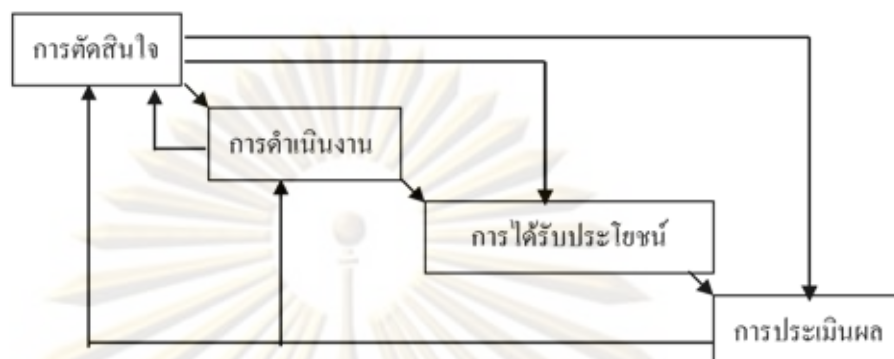 การตัดสินใจ
การดำเนินงาน
การได้รับประโยชน์
การประเมินผล